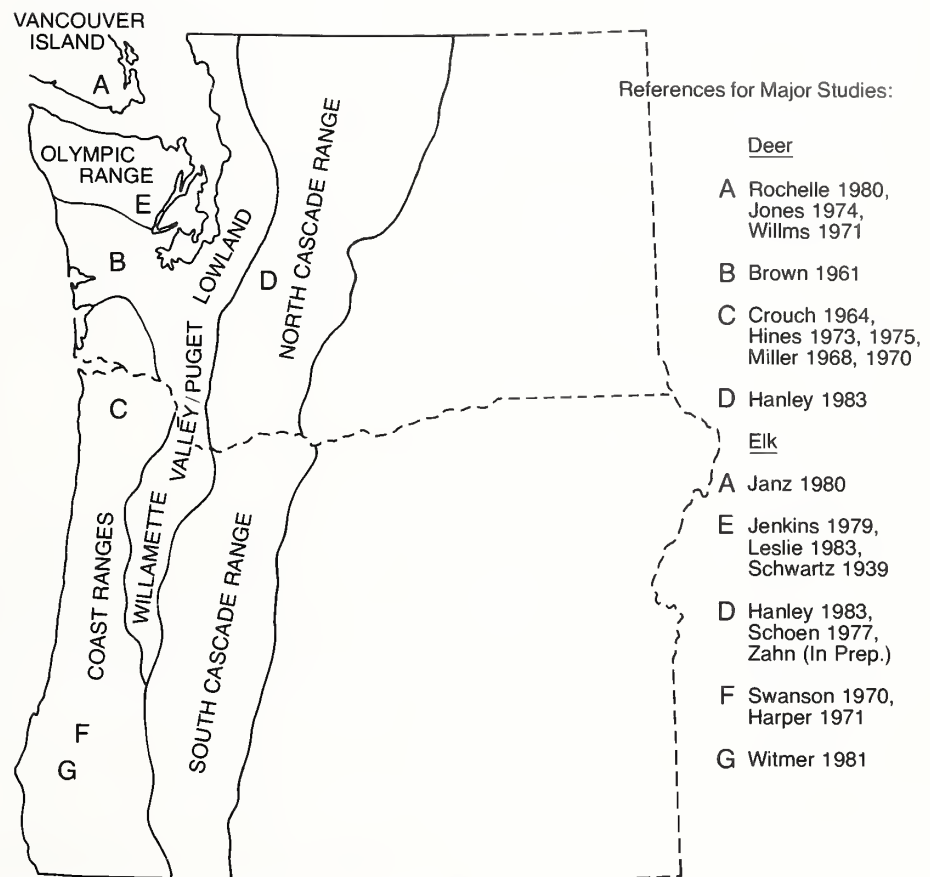 VANCOUVER
ISLAND
A
OLYMPIC
RANGE
E
B
WILLAMETTE VALLEY/PUGET LOWLAND
D
NORTH CASCADE RANGE
C
COAST RANGES
SOUTH CASCADE RANGE
F
G
References for Major Studies:
Deer
A Rochelle 1980,
Jones 1974,
Willms 1971
B Brown 1961
C Crouch 1964,
Hines 1973, 1975,
Miller 1968, 1970
D Hanley 1983
Elk
A Janz 1980
E Jenkins 1979,
Leslie 1983,
Schwartz 1939
D Hanley 1983,
Schoen 1977,
Zahn (In Prep.)
F Swanson 1970,
Harper 1971
G Witmer 1981